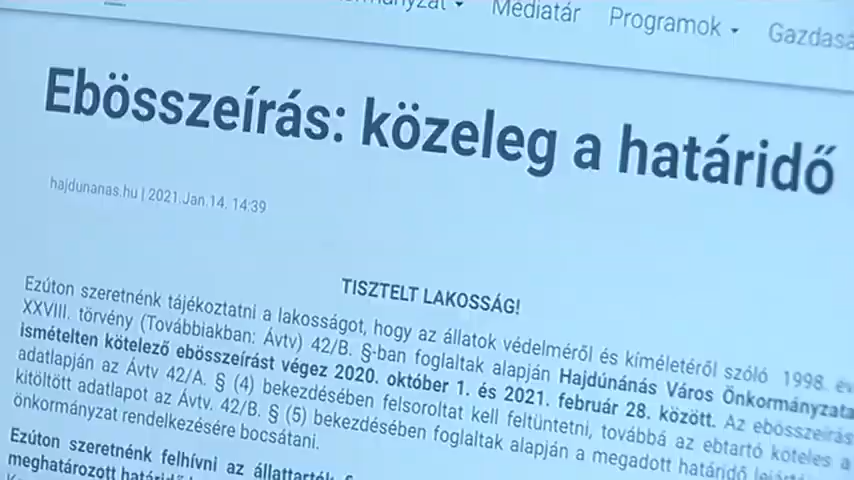 Médiatár Programok
Ebösszeírás: közeleg a határidő
hajdunanas.hu | 2021.Jan.14. 14:39
TISZTELT LAKOSSÁG!
Ezúton szeretnénk tájékoztatni a lakosságot, hogy az állatok védelméről és kíméletéről szóló 1998. év
XXVIII. törvény (Továbbiakban: Ávtv) 42/B. §-ban foglaltak alapján Hajdúnánás Város Önkormányzata
ismételten kötelező ebösszeírást végez 2020. október 1. és 2021. február 28. között. Az ebösszeírás
adatlapján az Ávtv 42/A. § (4) bekezdésében felsoroltat kell feltüntetni, továbbá az ebtartó köteles a
kitöltött adatlapot az Ávtv. 42/B. § (5) bekezdésében foglaltak alapján a megadott határidő
önkormányzat rendelkezésére bocsátani.
Ezúton szeretnénk felhívni az állattartók
meghatározott